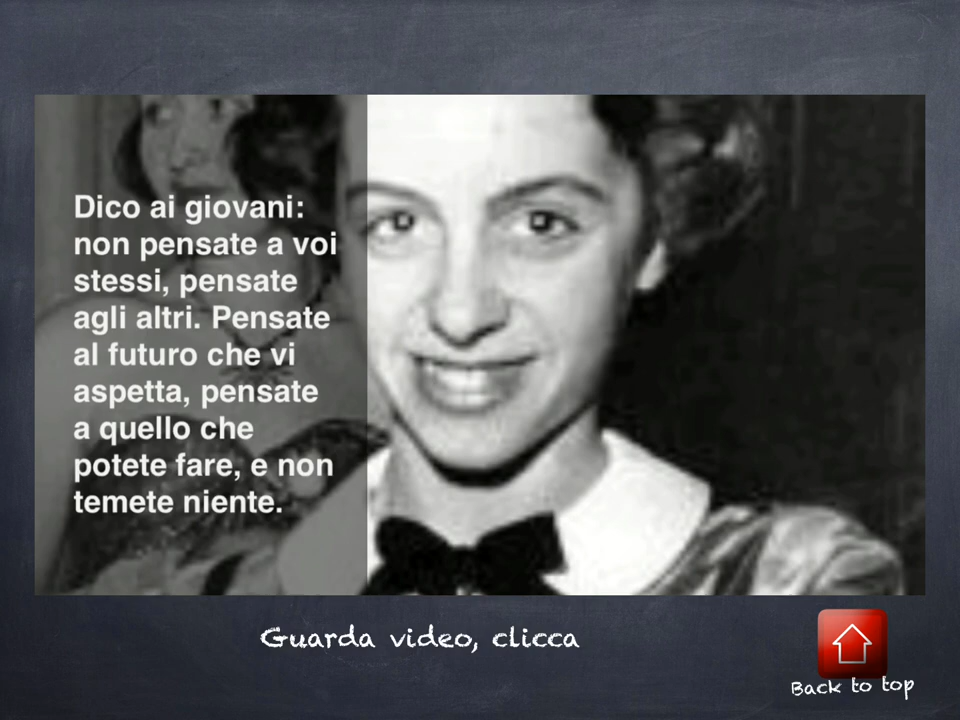 Dico ai giovani:
non pensate a voi
stessi, pensate
agli altri. Pensate
al futuro che vi
aspetta, pensate
a quello che
potete fare, e non
temete niente.
Guarda video, clicca
Back to top